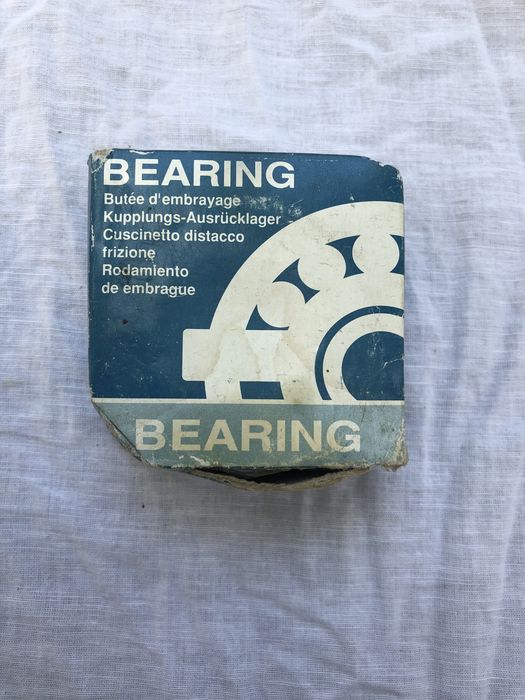 BEARING
Butée d'embrayage
Kupplungs-Ausrücklager
Cuscinetto distacco
frizione
Rodamiento
de embrague
BEARING